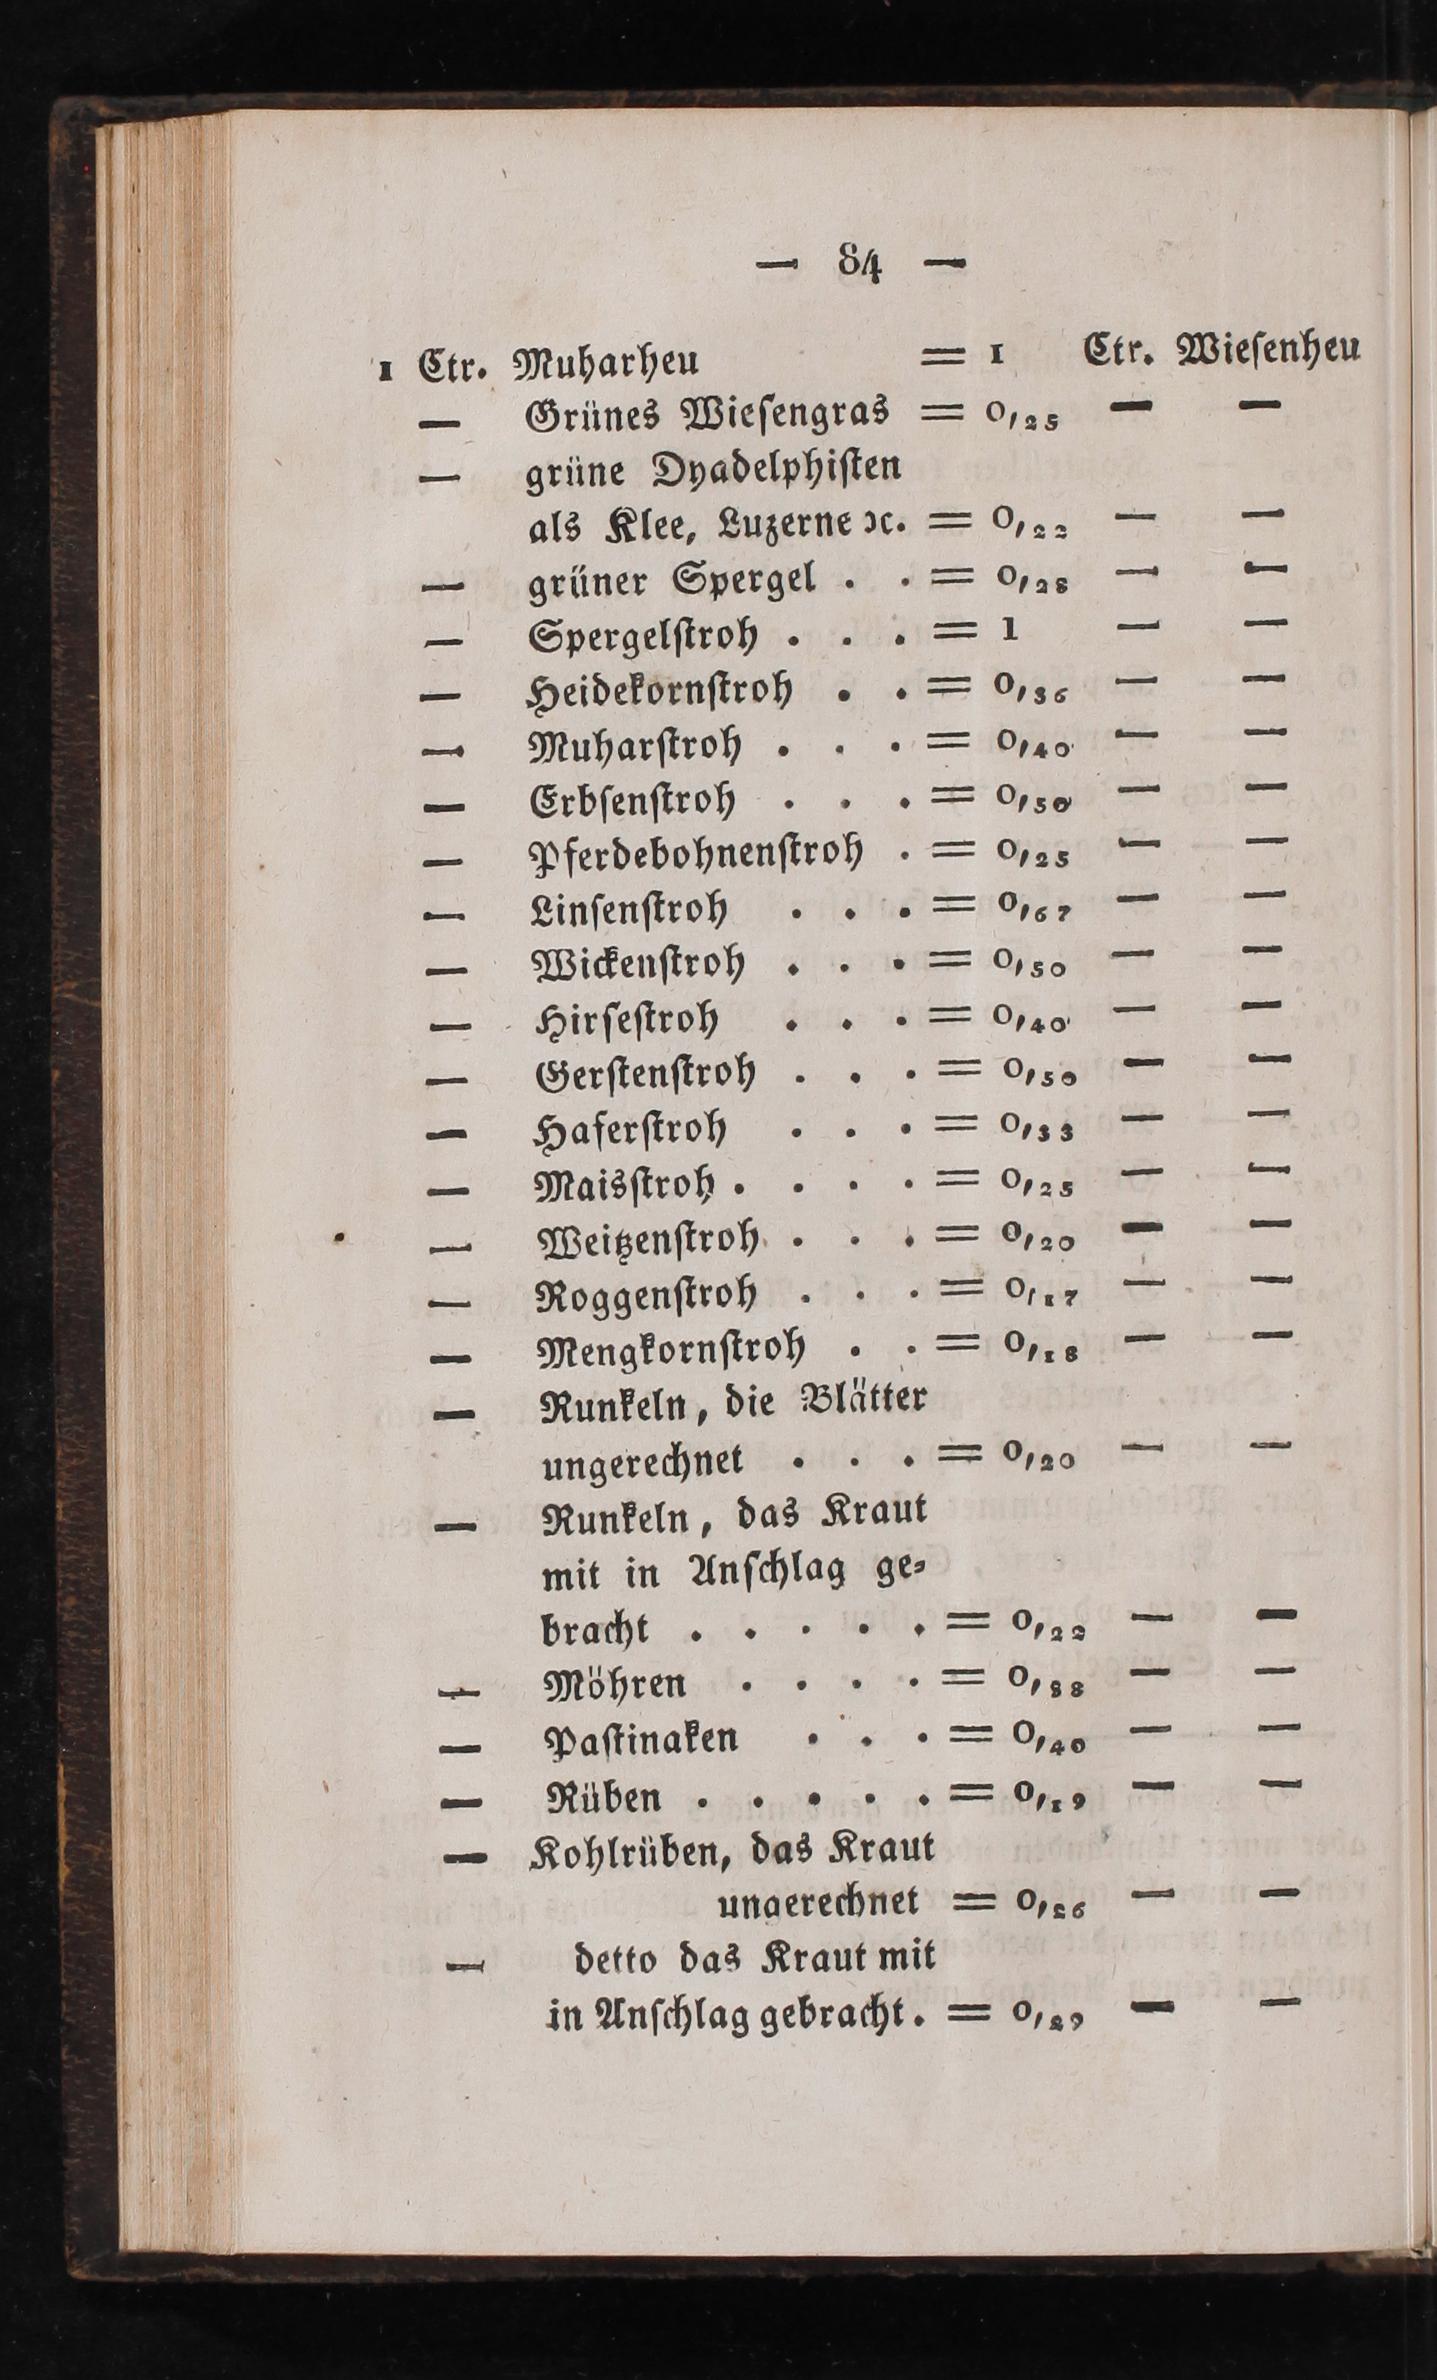 — 84 —
1 Ctr. Muharheu = 1 Ctr. Wieſenheu
— Grünes Wieſengras = 0,25 — —
— grüne Dyadelphiſten
als Klee, Luzerne ꝛc. = 0,22 — —
— grüner Spergel . . = 0,28 — —
— Spergelſtroh . . . = 1 — —
— Heidekornſtroh . . = 0,36 — —
— Muharſtroh . . . = 0,40 — —
— Erbſenſtroh . . . = 0,50 — —
— Pferdebohnenſtroh . = 0,25 — —
— Linſenſtroh . . . = 0,67 — —
— Wickenſtroh . . . = 0,50 — —
— Hirſeſtroh . . . = 0,40 — —
— Gerſtenſtroh . . . = 0,50 — —
— Haferſtroh . . . = 0,33 — —
— Maisſtroh . . . . = 0,25 — —
— Weitzenſtroh . . . = 0,20 — —
— Roggenſtroh . . . = 0,17 — —
— Mengkornſtroh . . = 0,18 — —
— Runkeln, die Blätter
ungerechnet . . . = 0,20 — —
— Runkeln, das Kraut
mit in Anſchlag ge⸗
bracht . . . . . = 0,22 — —
— Möhren . . . . = 0,38 — —
— Paſtinaken . . . = 0,40 — —
— Rüben . . . . . = 0,19 — —
— Kohlrüben, das Kraut
ungerechnet = 0,26 — —
— detto das Kraut mit
in Anſchlag gebracht . = 0,29 — —